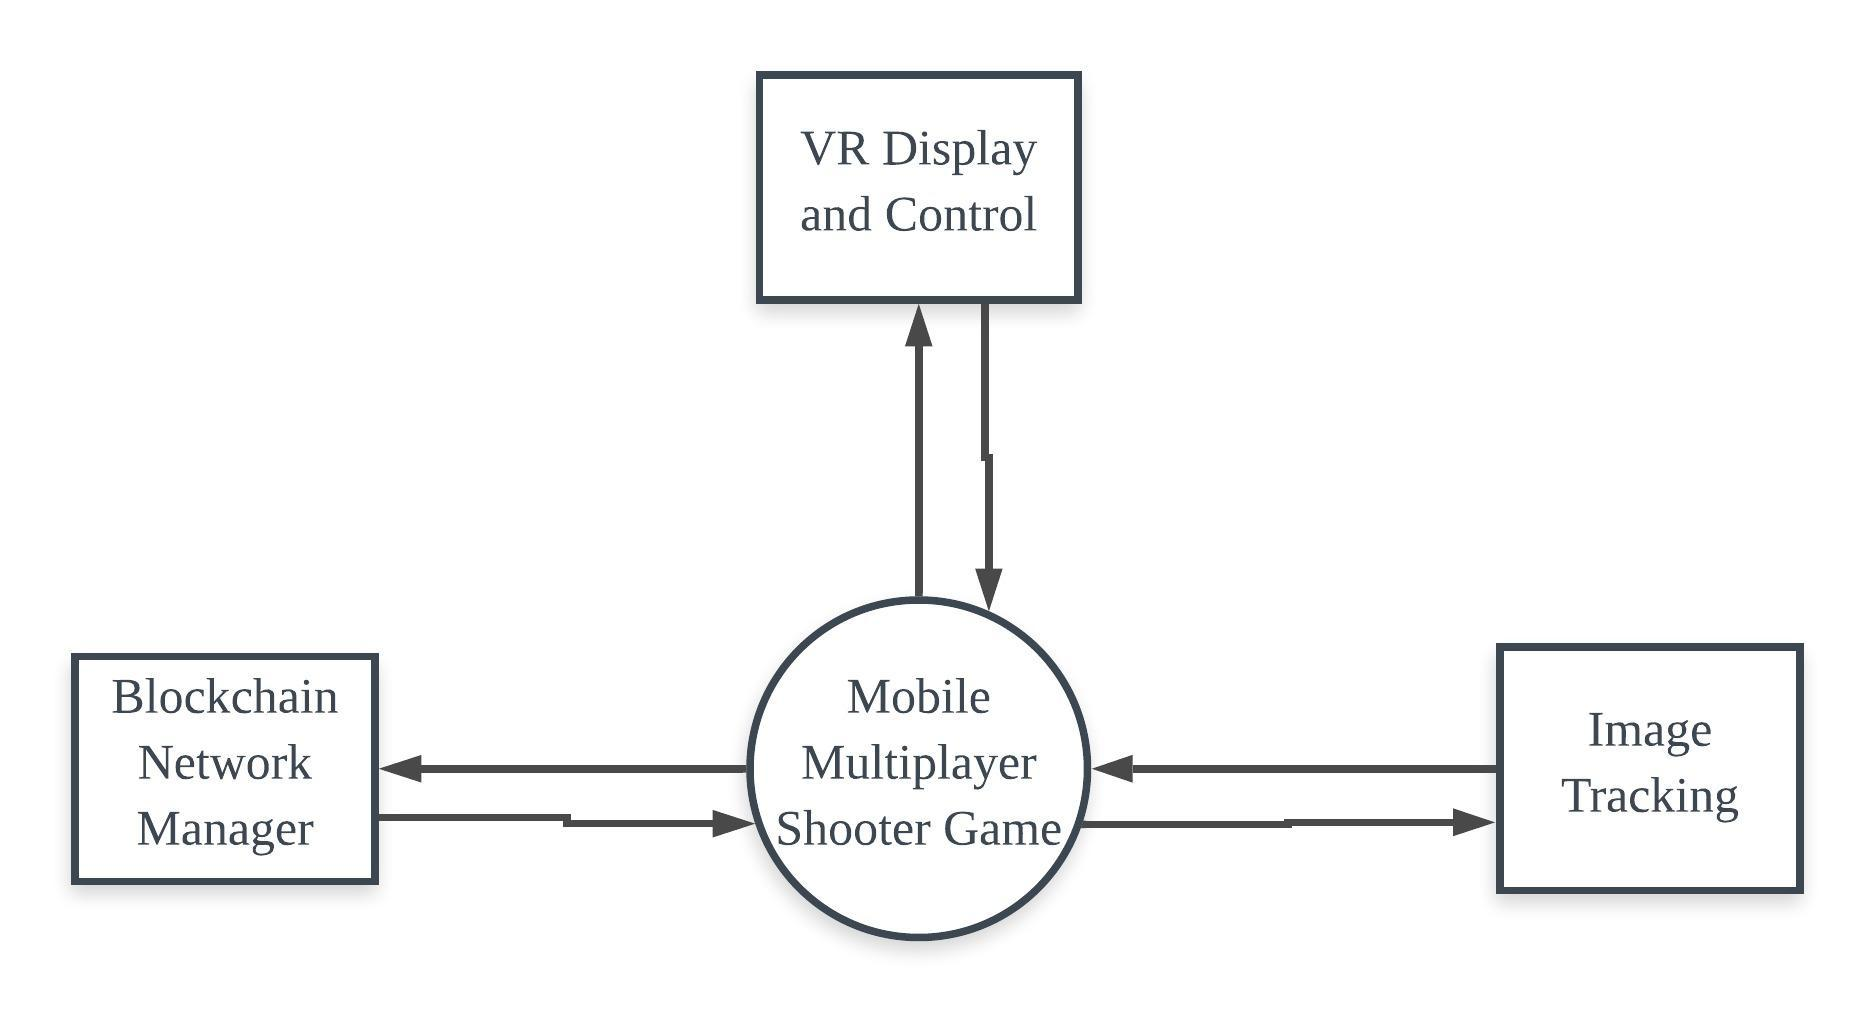 VR Display
and Control
Blockchain
Network
Manager
Mobile
Multiplayer
Shooter Game
Image
Tracking